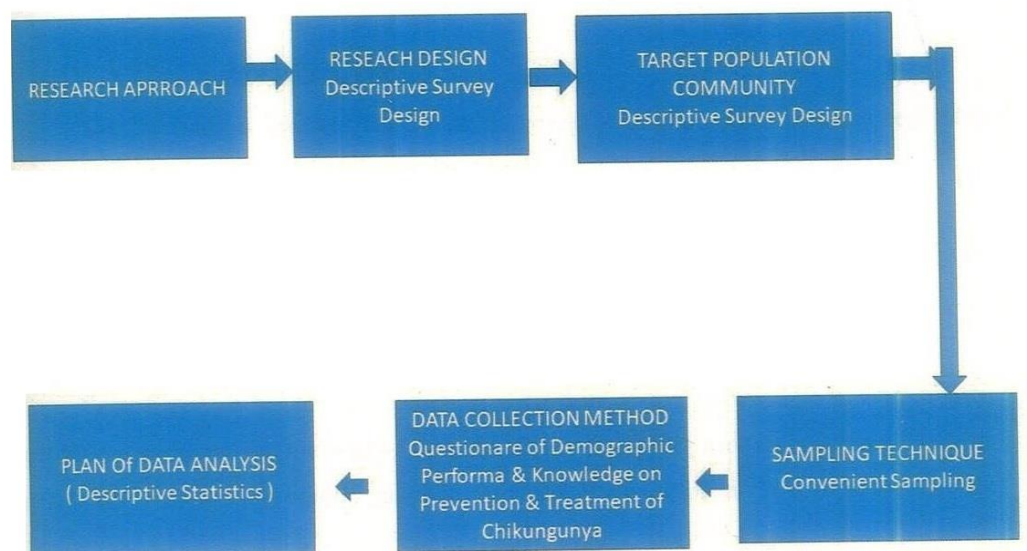 RESEARCH APRROACH
RESEACH DESIGN
Descriptive Survey
Design
TARGET POPULATION
COMMUNITY
Descriptive Survey Design
SAMPLING TECHNIQUE
Convenient Sampling
DATA COLLECTION METHOD
Questionare of Demographic
Performa & Knowledge on
Prevention & Treatment of
Chikungunya
PLAN Of DATA ANALYSIS
( Descriptive Statistics )